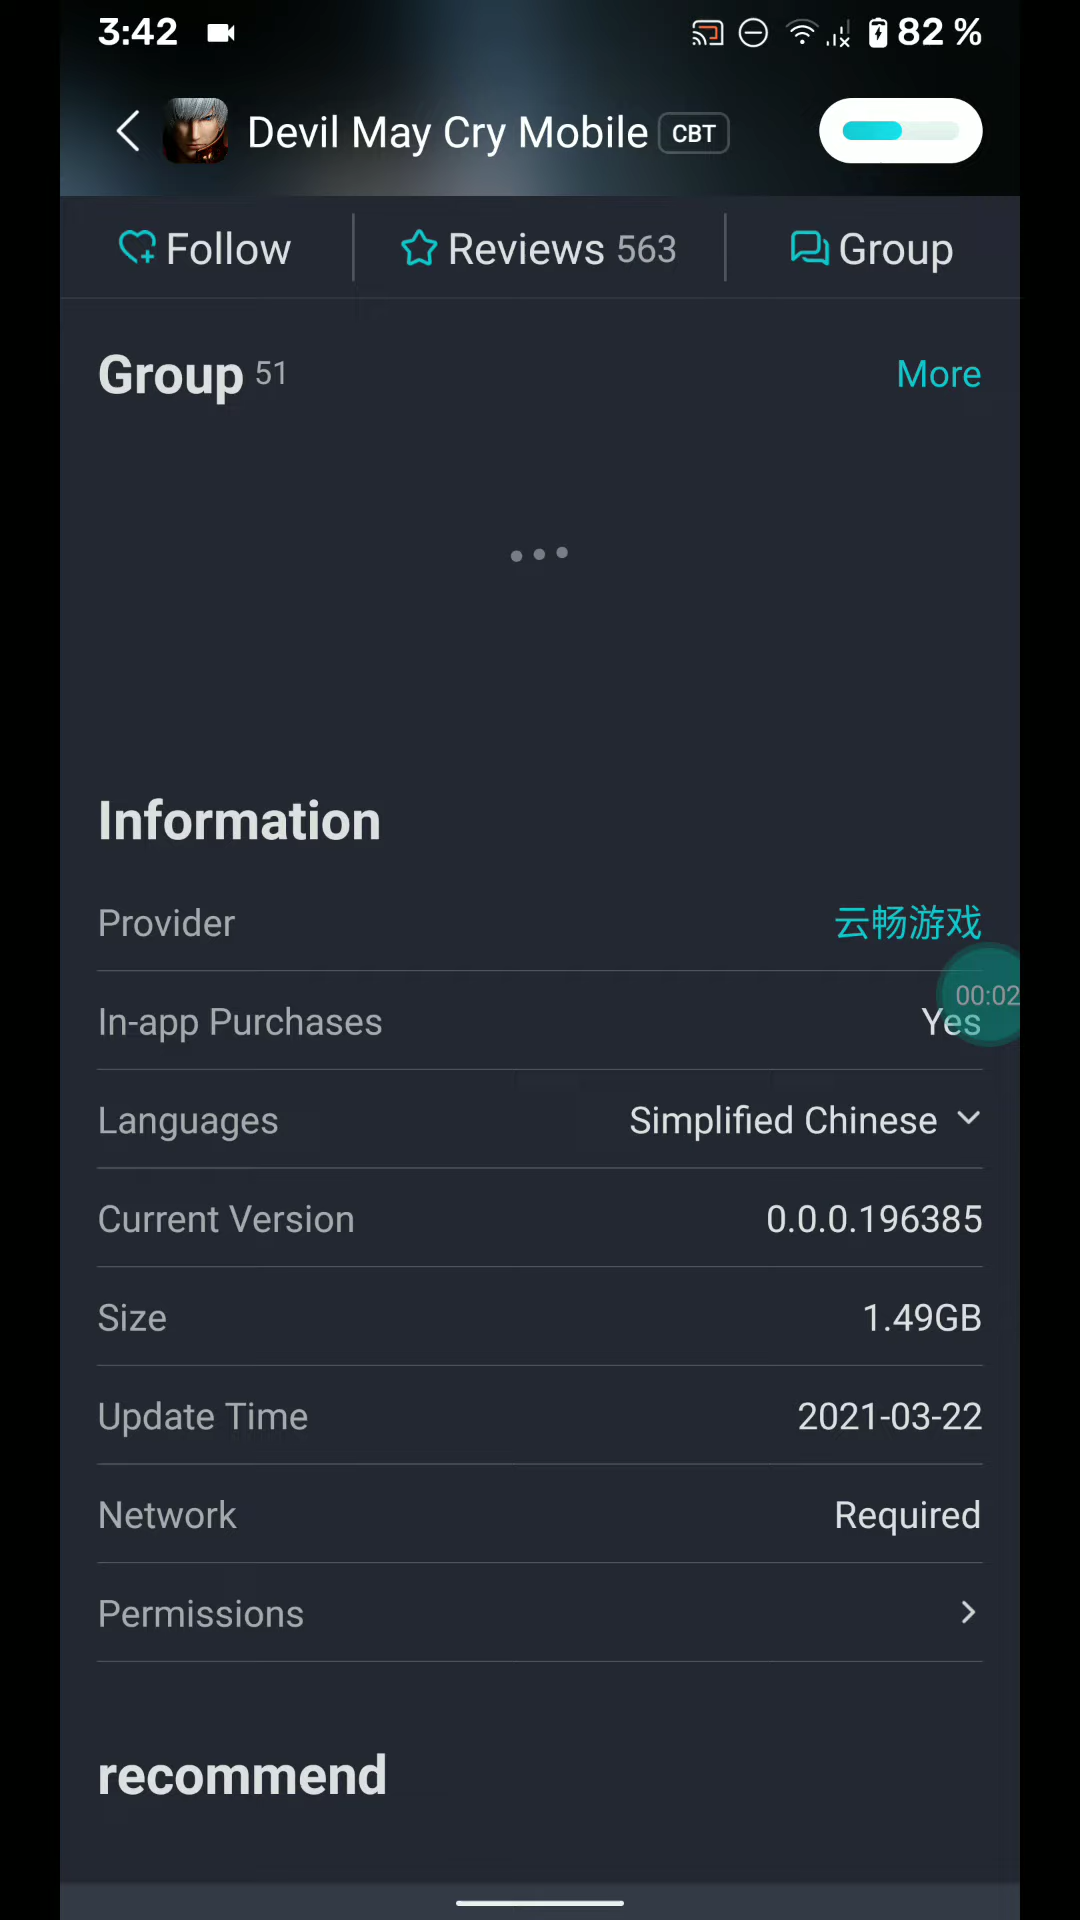 3:42 82 %
Devil May Cry Mobile CBT
Follow Reviews 563 Group
Group 51 More
Information
Provider 云畅游戏
00:02
In-app Purchases Yes
Languages Simplified Chinese
Current Version 0.0.0.196385
Size 1.49GB
Update Time 2021-03-22
Network Required
Permissions
recommend